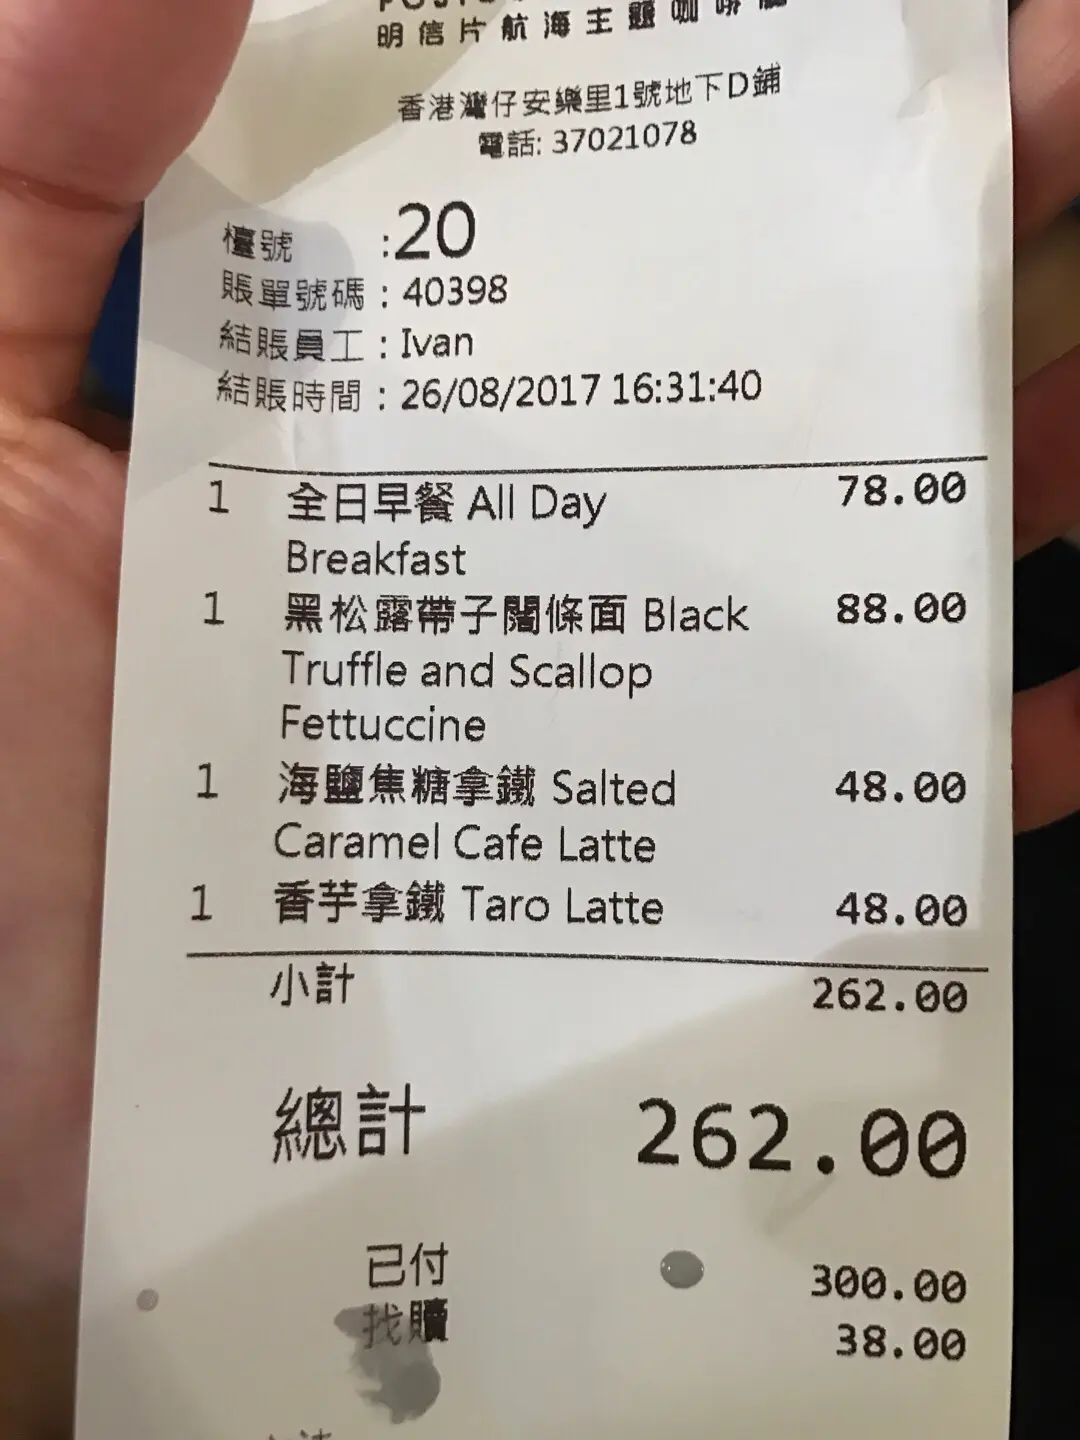 明信片航海主題咖啡廳
香港灣仔安樂里1號地下D鋪
電話: 37021078
檯號 :20
賬單號碼 : 40398
結賬員工 : Ivan
結賬時間 : 26/08/2017 16:31:40
1 全日早餐 All Day 78.00
Breakfast
1 黑松露帶子闊條面 Black 88.00
Truffle and Scallop
Fettuccine
1 海鹽焦糖拿鐵 Salted 48.00
Caramel Cafe Latte
1 香芋拿鐵 Taro Latte 48.00
小計 262.00
總計 262.00
已付 300.00
找贖 38.00